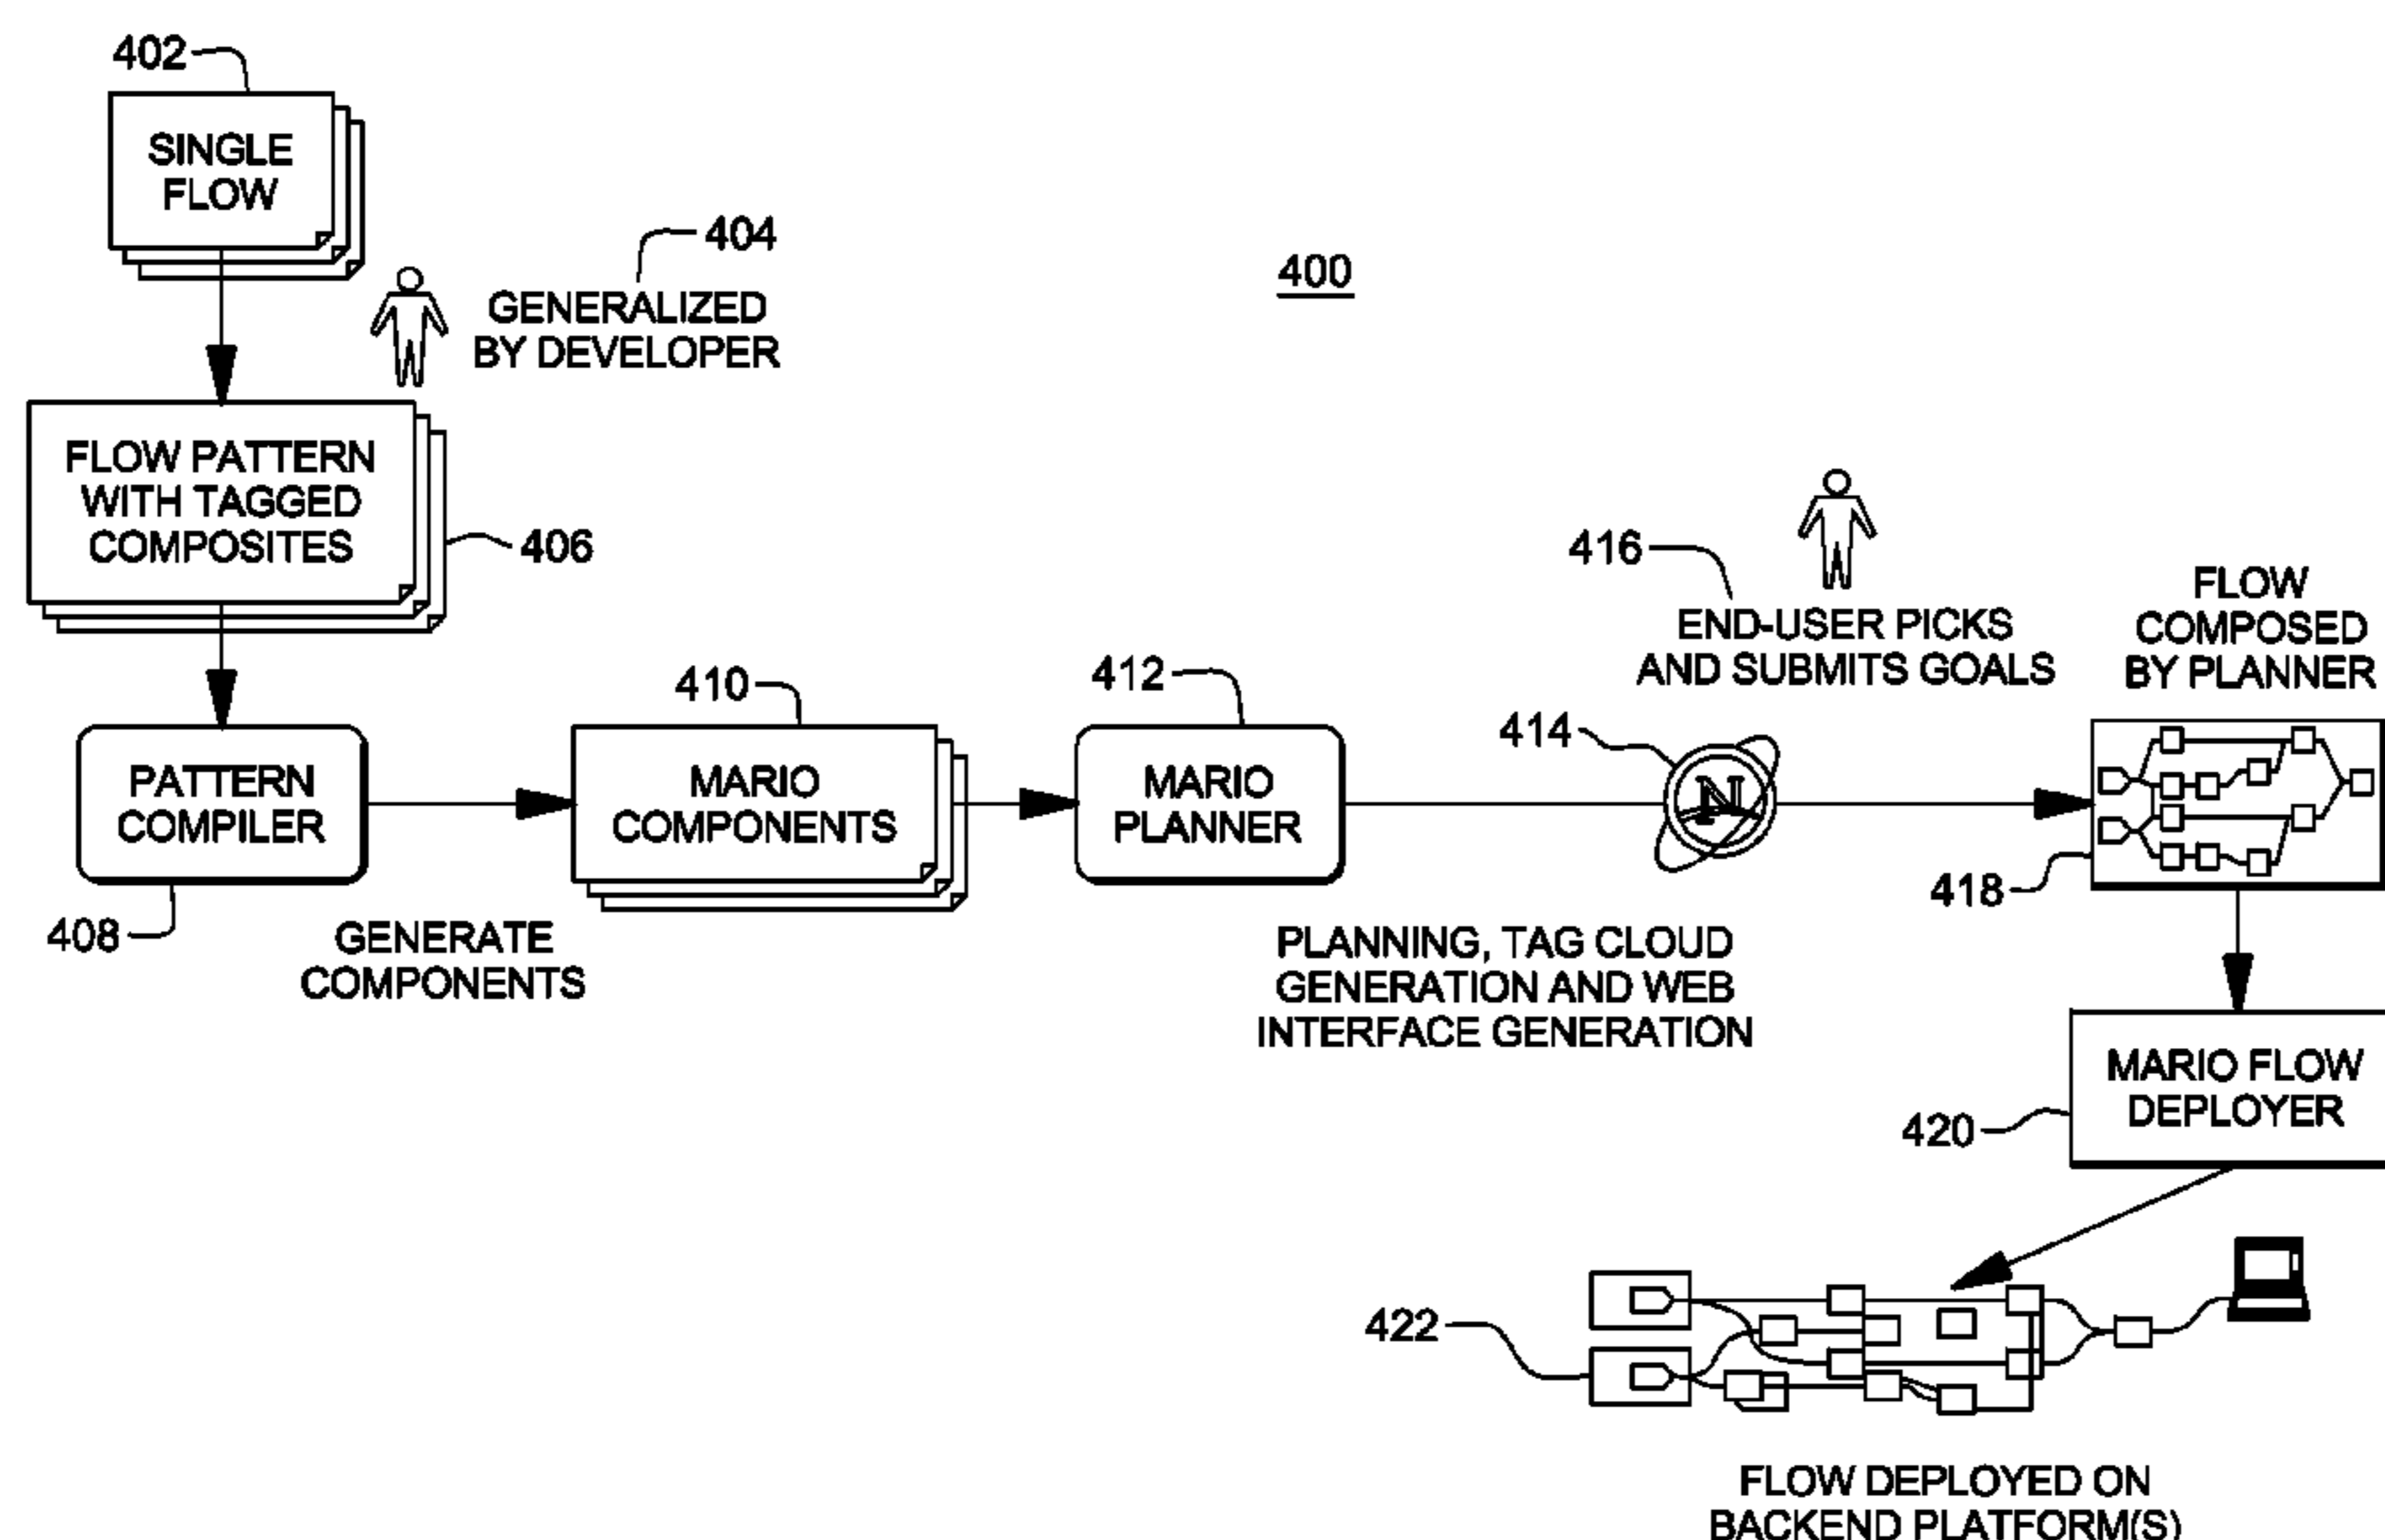 402
SINGLE
FLOW
404
GENERALIZED
BY DEVELOPER
400
FLOW PATTERN
WITH TAGGED
COMPOSITES
406
416
END-USER PICKS
AND SUBMITS GOALS
FLOW
COMPOSED
BY PLANNER
410
412
414
PATTERN
COMPILER
MARIO
COMPONENTS
MARIO
PLANNER
N
418
408
GENERATE
COMPONENTS
PLANNING, TAG CLOUD
GENERATION AND WEB
INTERFACE GENERATION
MARIO FLOW
DEPLOYER
420
422
FLOW DEPLOYED ON
BACKEND PLATFORM(S)